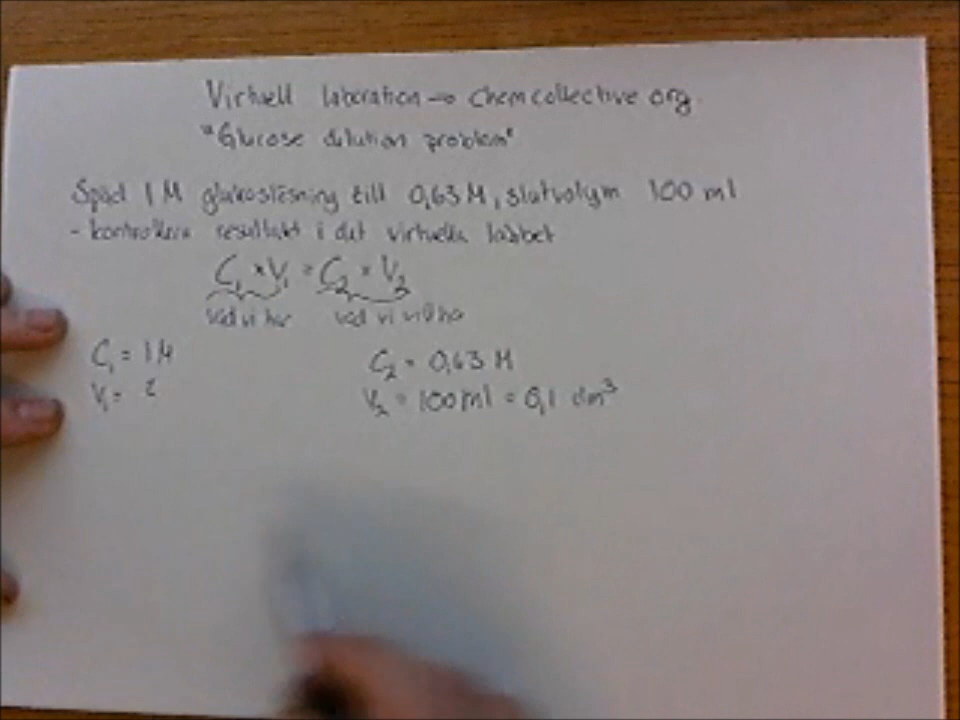 Virtuell laboration → chemcollective.org
"Glucose dilution problem"
Späd 1 M glukoslösning till 0,63 M, slutvolym 100 ml
- kontrollera resultatet i det virtuella labbet
C₁ × V₁ = C₂ × V₂
vad vi har vad vi vill ha
C₁ = 1 M C₂ = 0,63 M
V₁ = ? V₂ = 100 ml = 0,1 dm³